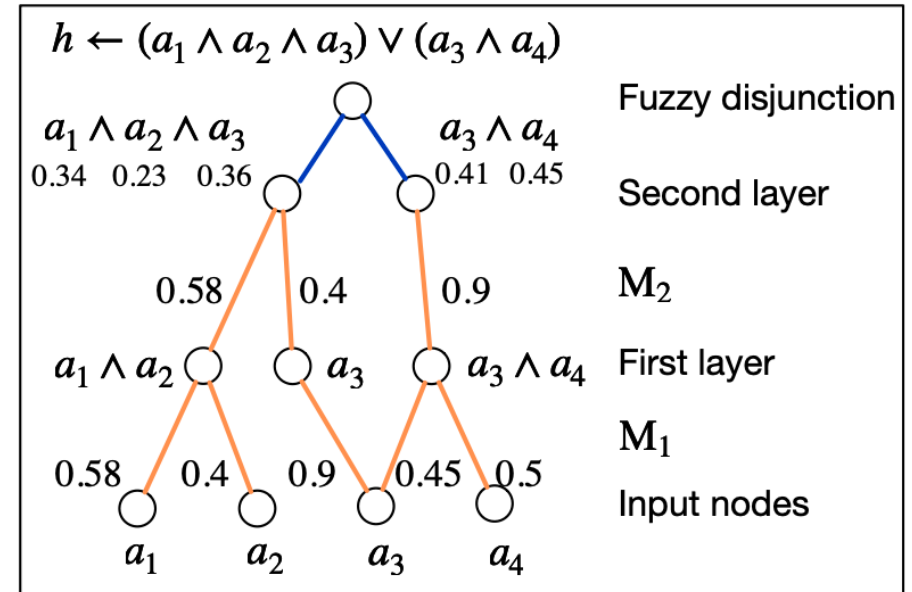 h ← (a₁ ∧ a₂ ∧ a₃) ∨ (a₃ ∧ a₄)
Fuzzy disjunction
a₁ ∧ a₂ ∧ a₃
a₃ ∧ a₄
0.34 0.23 0.36
0.41 0.45
Second layer
0.58
0.4
0.9
M₂
a₁ ∧ a₂
a₃
a₃ ∧ a₄
First layer
M₁
0.58
0.4
0.9
0.45
0.5
Input nodes
a₁
a₂
a₃
a₄